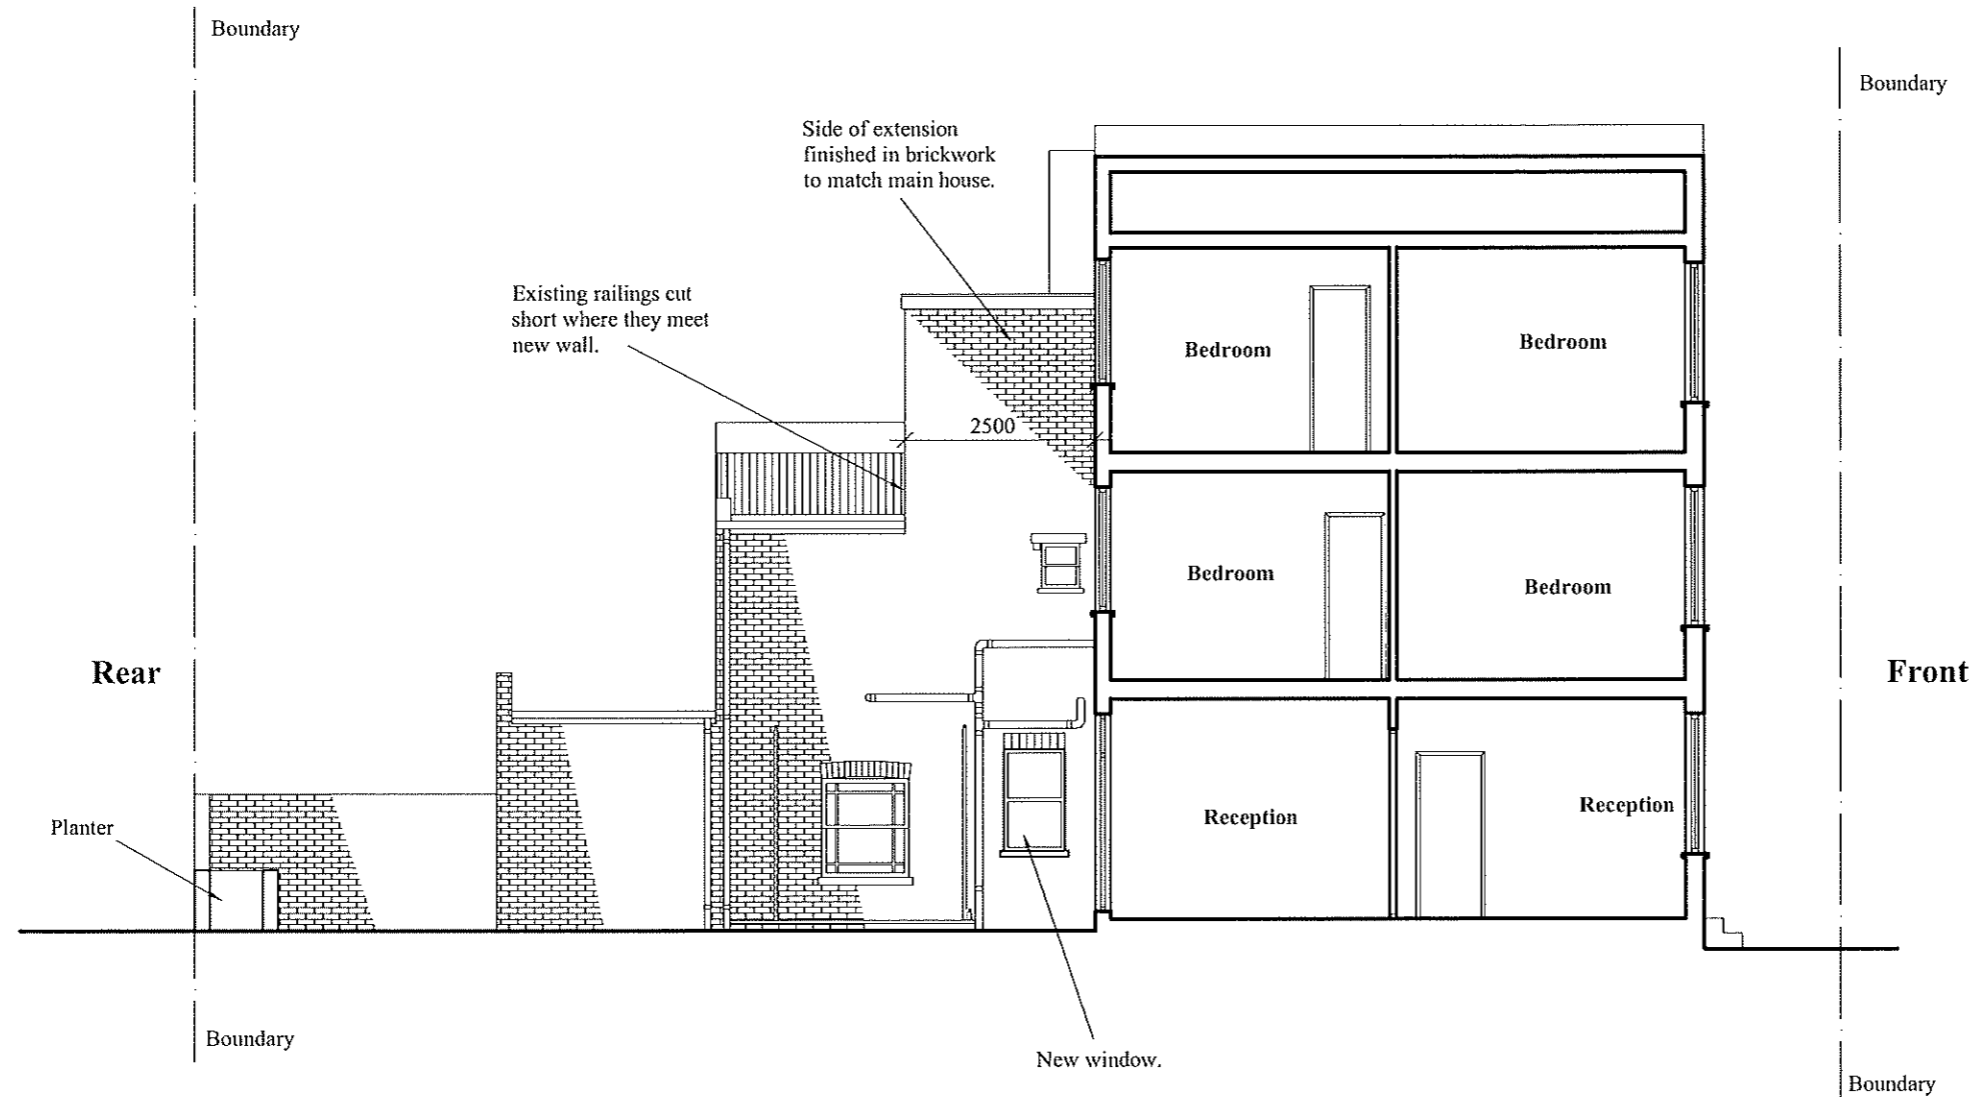 Boundary
Boundary
Side of extension
finished in brickwork
to match main house.
Existing railings cut
short where they meet
new wall.
Bedroom
Bedroom
2500
Bedroom
Bedroom
Rear
Front
Reception
Reception
Planter
Boundary
New window.
Boundary